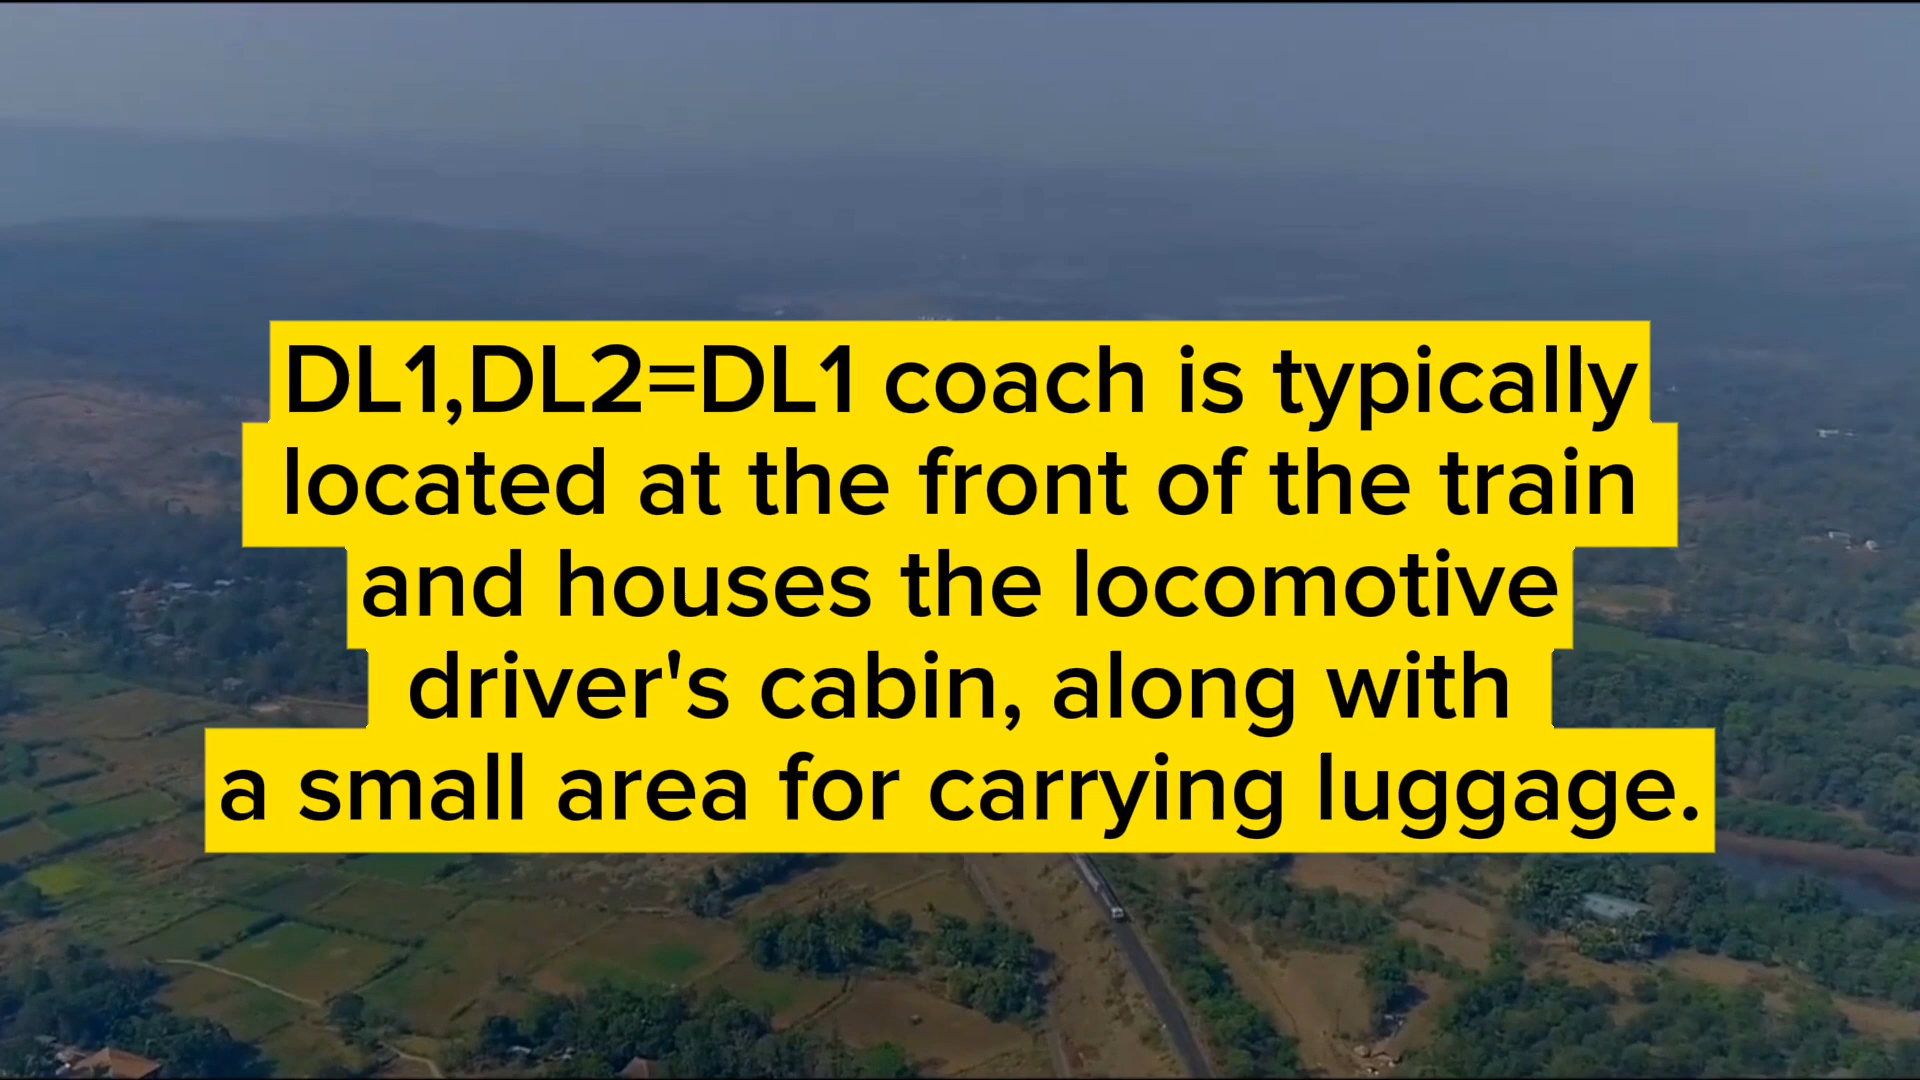 DL1,DL2=DL1 coach is typically
located at the front of the train
and houses the locomotive
driver's cabin, along with
a small area for carrying luggage.